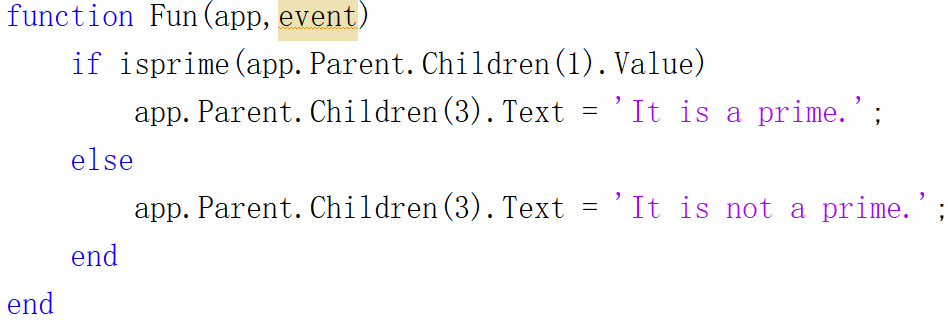 function Fun(app,event)
    if isprime(app.Parent.Children(1).Value)
        app.Parent.Children(3).Text = 'It is a prime.';
    else
        app.Parent.Children(3).Text = 'It is not a prime.';
    end
end